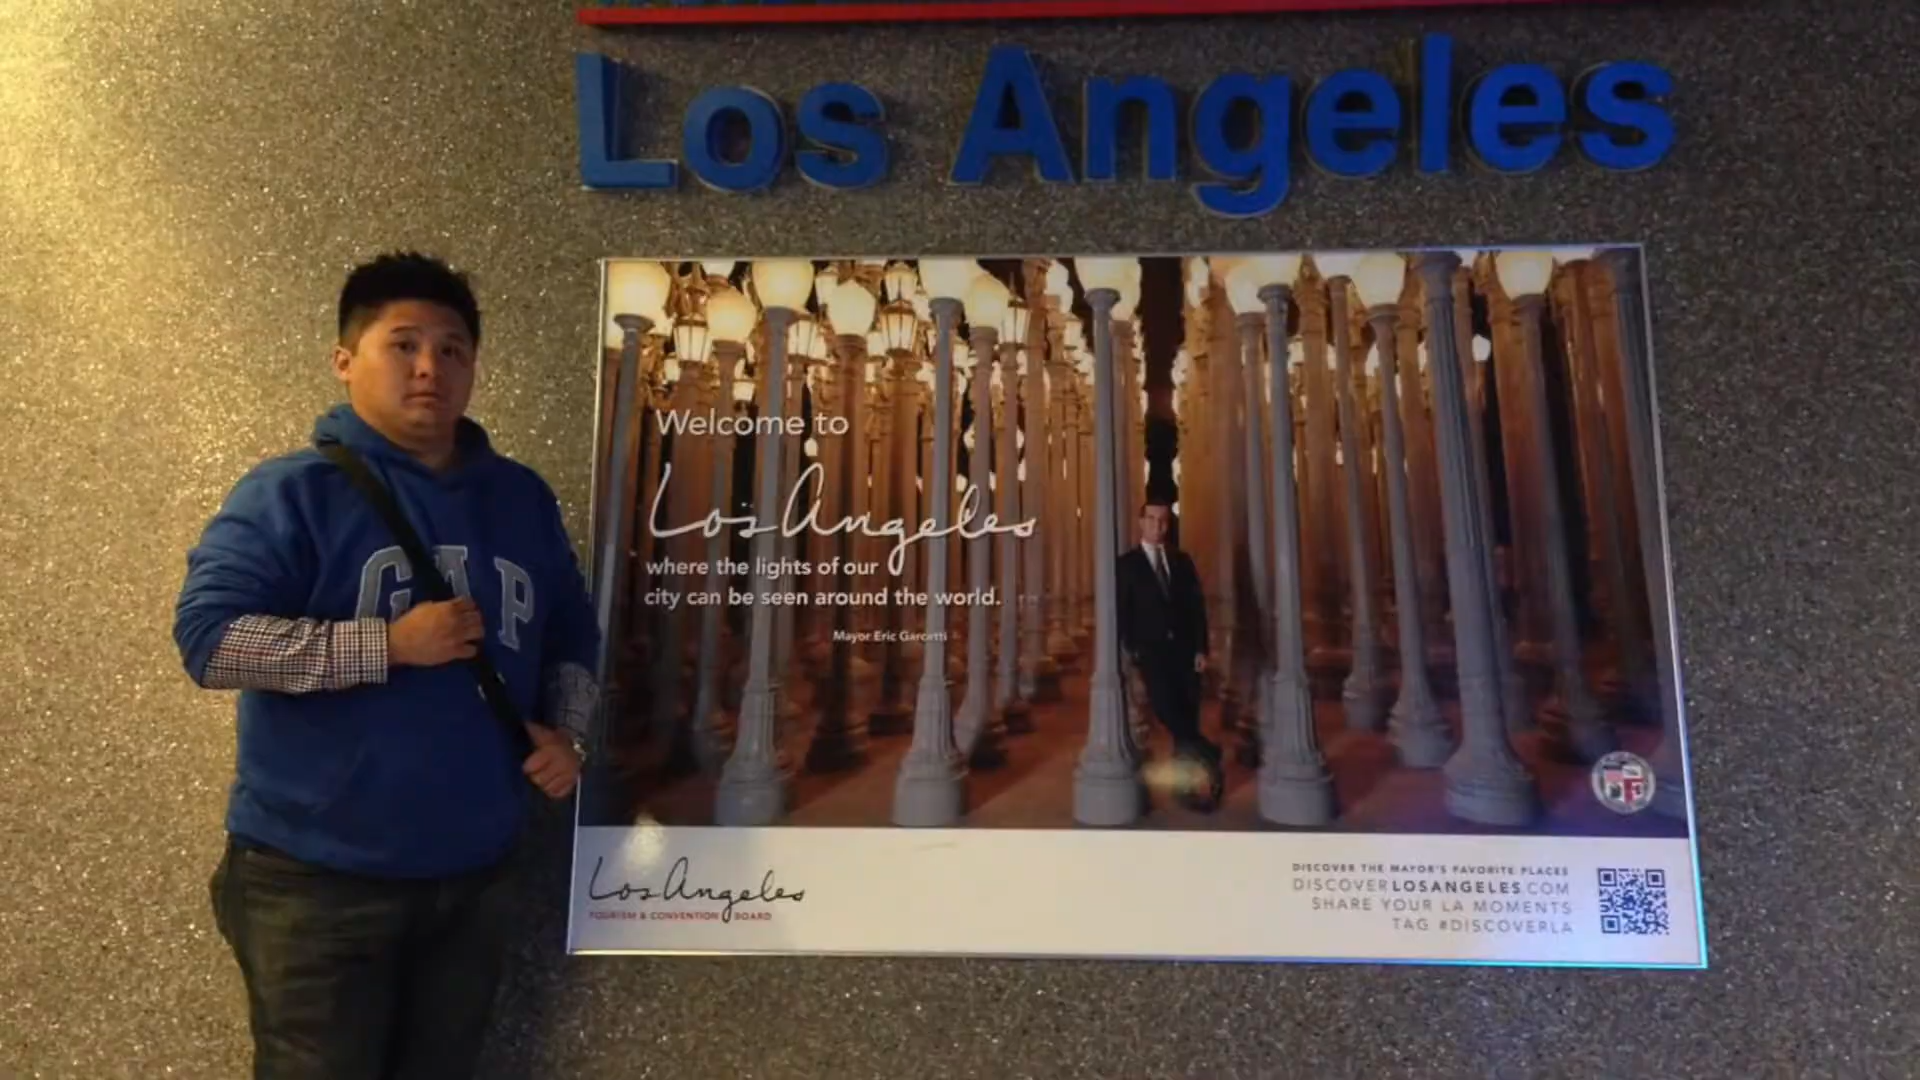 Los Angeles
Welcome to
Los Angeles
where the lights of our
city can be seen around the world.
Mayor Eric Garcetti
GAP
Los Angeles
TOURISM & CONVENTION BOARD
DISCOVER THE MAYOR'S FAVORITE PLACES
DISCOVERLOSANGELES.COM
SHARE YOUR LA MOMENTS
TAG #DISCOVERLA